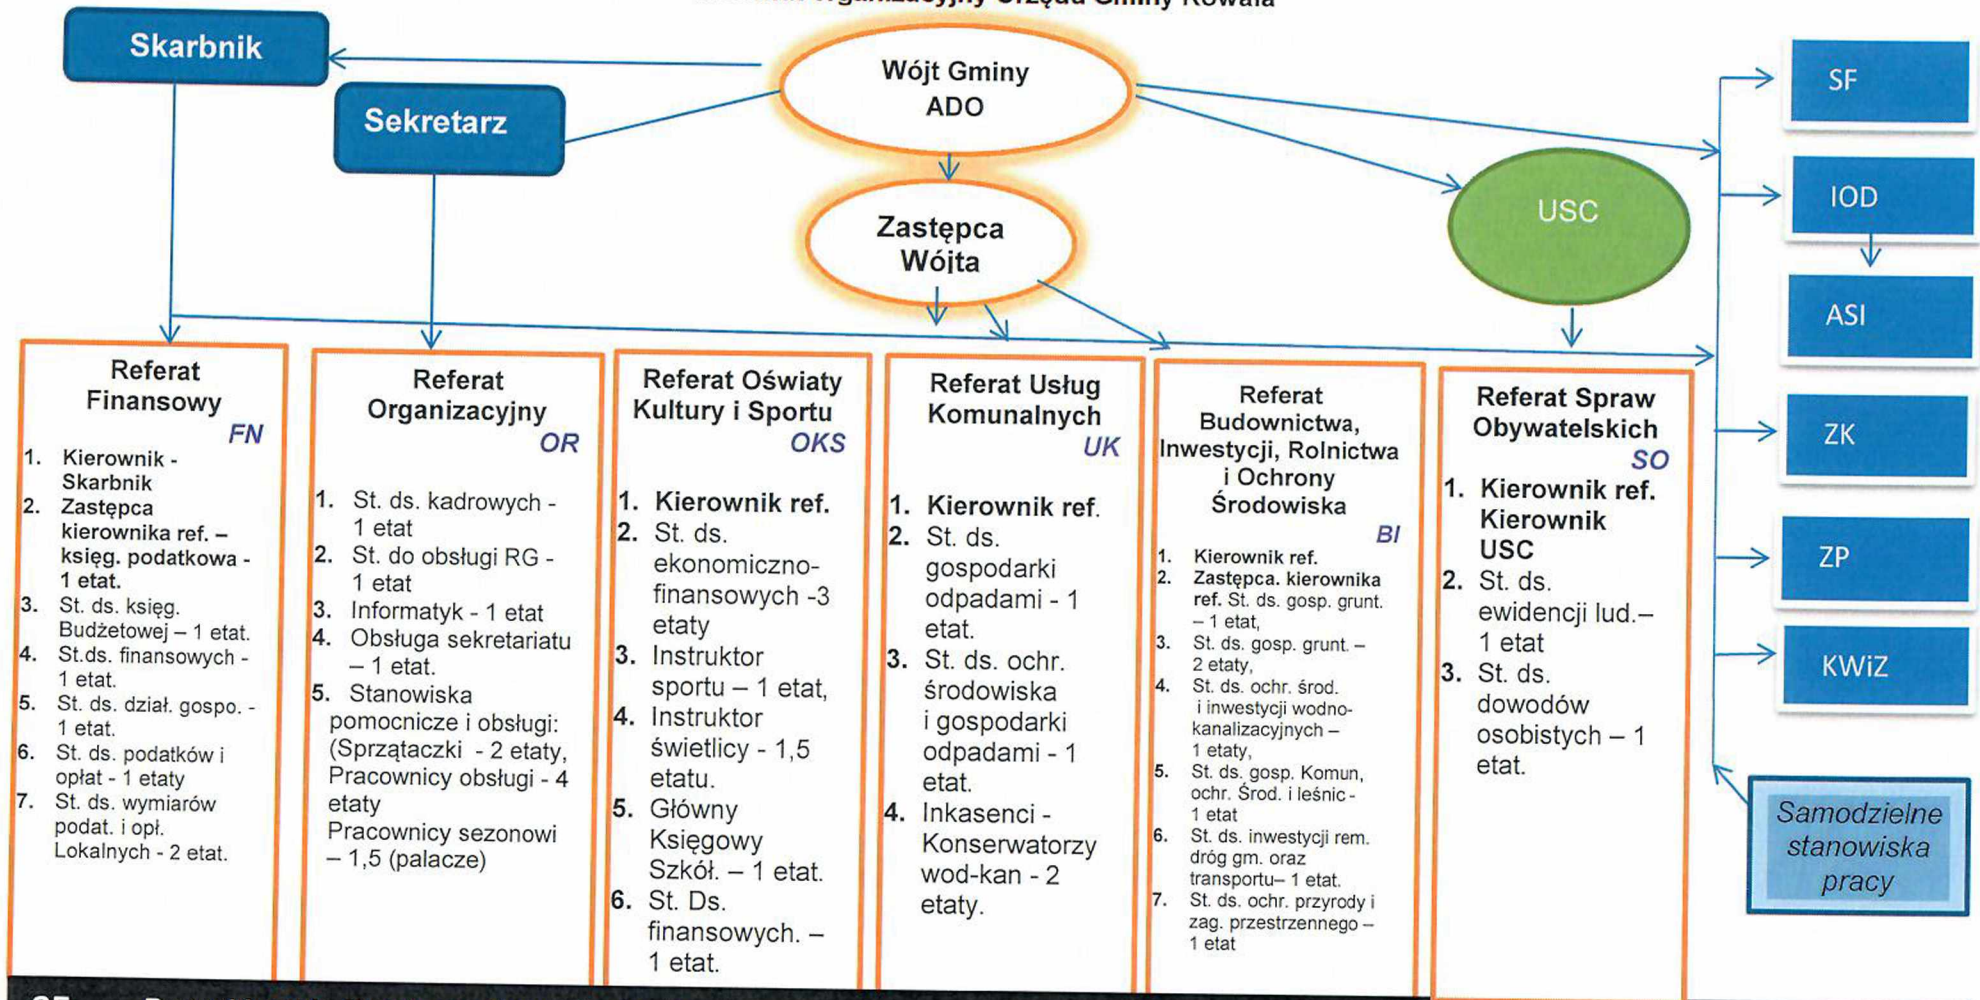 organizacyjny Urzędu Gminy Kowala
Skarbnik
Sekretarz
Wójt Gminy
ADO
Zastępca
Wójta
USC
SF
IOD
ASI
ZK
ZP
KWiZ
Samodzielne
stanowiska
pracy
Referat
Finansowy
FN
1. Kierownik -
Skarbnik
2. Zastępca
kierownika ref. –
księg. podatkowa -
1 etat.
3. St. ds. księg.
Budżetowej – 1 etat.
4. St.ds. finansowych -
1 etat.
5. St. ds. dział. gospo. -
1 etat.
6. St. ds. podatków i
opłat - 1 etaty
7. St. ds. wymiarów
podat. i opł.
Lokalnych - 2 etat.
Referat
Organizacyjny
OR
1. St. ds. kadrowych -
1 etat
2. St. do obsługi RG -
1 etat
3. Informatyk - 1 etat
4. Obsługa sekretariatu
– 1 etat.
5. Stanowiska
pomocnicze i obsługi:
(Sprzątaczki - 2 etaty,
Pracownicy obsługi - 4
etaty
Pracownicy sezonowi
– 1,5 (palacze)
Referat Oświaty
Kultury i Sportu
OKS
1. Kierownik ref.
2. St. ds.
ekonomiczno-
finansowych -3
etaty
3. Instruktor
sportu – 1 etat,
4. Instruktor
świetlicy - 1,5
etatu.
5. Główny
Księgowy
Szkół. – 1 etat.
6. St. Ds.
finansowych. –
1 etat.
Referat Usług
Komunalnych
UK
1. Kierownik ref.
2. St. ds.
gospodarki
odpadami - 1
etat.
3. St. ds. ochr.
środowiska
i gospodarki
odpadami - 1
etat.
4. Inkasenci -
Konserwatorzy
wod-kan - 2
etaty.
Referat
Budownictwa,
Inwestycji, Rolnictwa
i Ochrony
Środowiska
BI
1. Kierownik ref.
2. Zastępca. kierownika
ref. St. ds. gosp. grunt.
– 1 etat,
3. St. ds. gosp. grunt. –
2 etaty,
4. St. ds. ochr. środ.
i inwestycji wodno-
kanalizacyjnych –
1 etaty,
5. St. ds. gosp. Komun,
ochr. Środ. i leśnic -
1 etat
6. St. ds. inwestycji rem.
dróg gm. oraz
transportu– 1 etat.
7. St. ds. ochr. przyrody i
zag. przestrzennego –
1 etat
Referat Spraw
Obywatelskich
SO
1. Kierownik ref.
Kierownik
USC
2. St. ds.
ewidencji lud.–
1 etat
3. St. ds.
dowodów
osobistych – 1
etat.